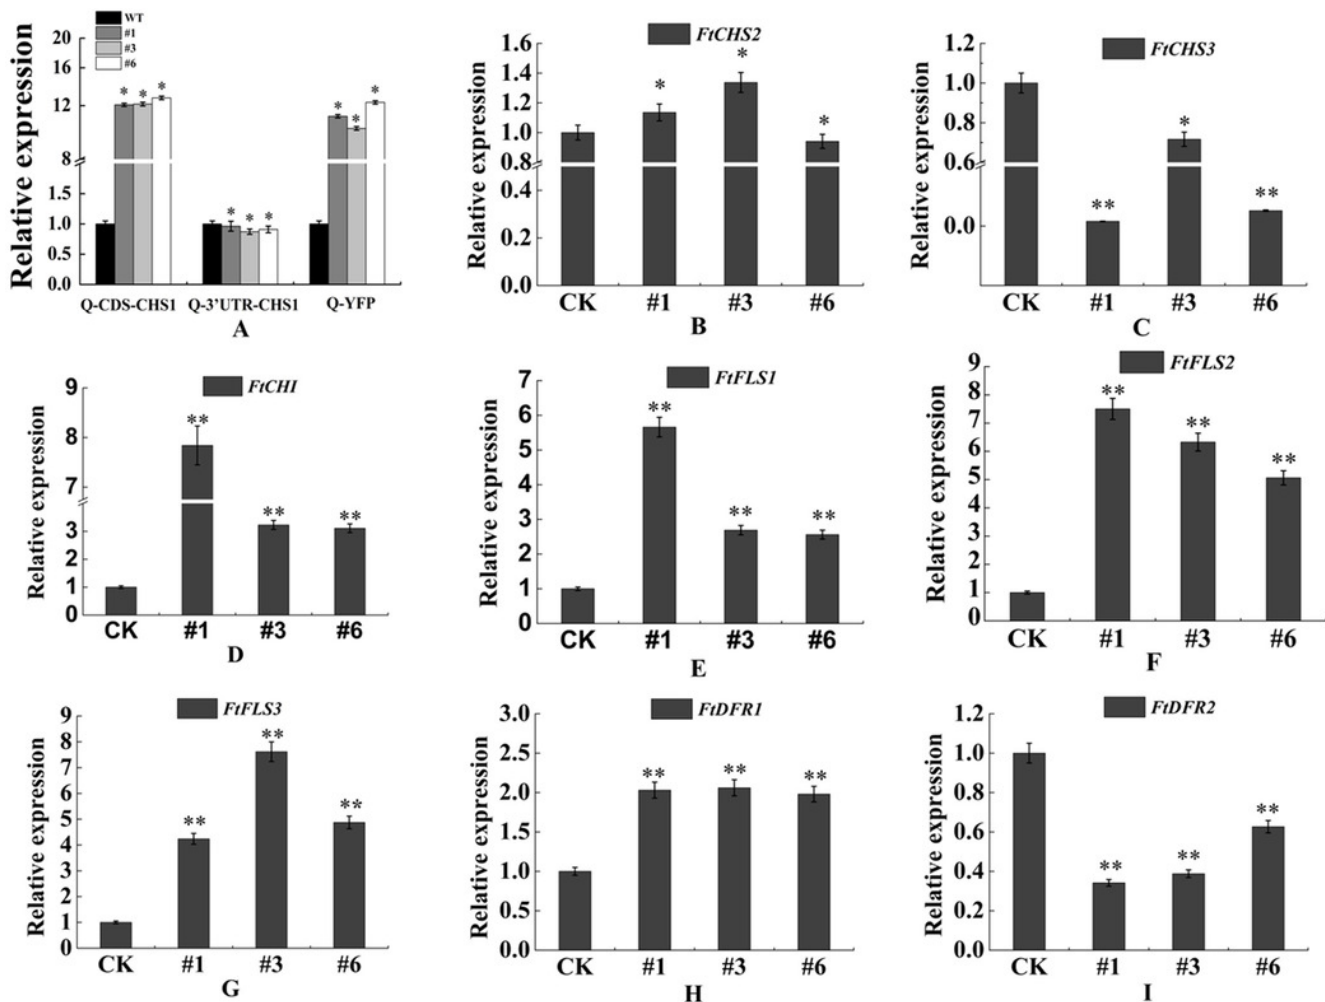 WT
#1
#3
#6
Relative expression
20
16
12
8
1.5
1.0
0.5
0.0
* * *
* * *
* * *
Q-CDS-CHS1 Q-3'UTR-CHS1 Q-YFP
A
FtCHS2
Relative expression
1.6
1.4
1.2
1.0
0.8
0.4
0.2
0.0
* * *
CK #1 #3 #6
B
FtCHS3
Relative expression
1.2
1.0
0.8
0.6
0.0
** * **
CK #1 #3 #6
C
FtCHI
Relative expression
9
8
7
3
2
1
0
** ** **
CK #1 #3 #6
D
FtFLS1
Relative expression
7
6
5
4
3
2
1
0
** ** **
CK #1 #3 #6
E
FtFLS2
Relative expression
9
8
7
6
5
4
3
2
1
0
** ** **
CK #1 #3 #6
F
FtFLS3
Relative expression
9
8
7
6
5
4
3
2
1
0
** ** **
CK #1 #3 #6
G
FtDFR1
Relative expression
3.0
2.5
2.0
1.5
1.0
0.5
0.0
** ** **
CK #1 #3 #6
H
FtDFR2
Relative expression
1.2
1.0
0.8
0.6
0.4
0.2
0.0
** ** **
CK #1 #3 #6
I